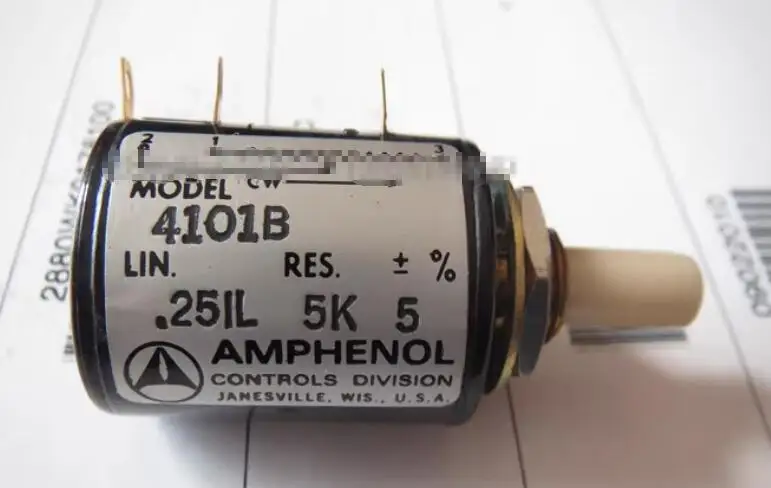 2 1 3
CW
MODEL
4101B
LIN. RES. ± %
.25IL 5K 5
AMPHENOL
CONTROLS DIVISION
JANESVILLE, WIS., U.S.A.